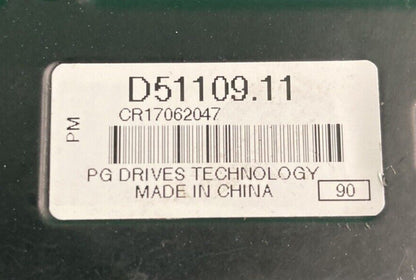 D51109.11
CR17062047
PM
PG DRIVES TECHNOLOGY
MADE IN CHINA
90